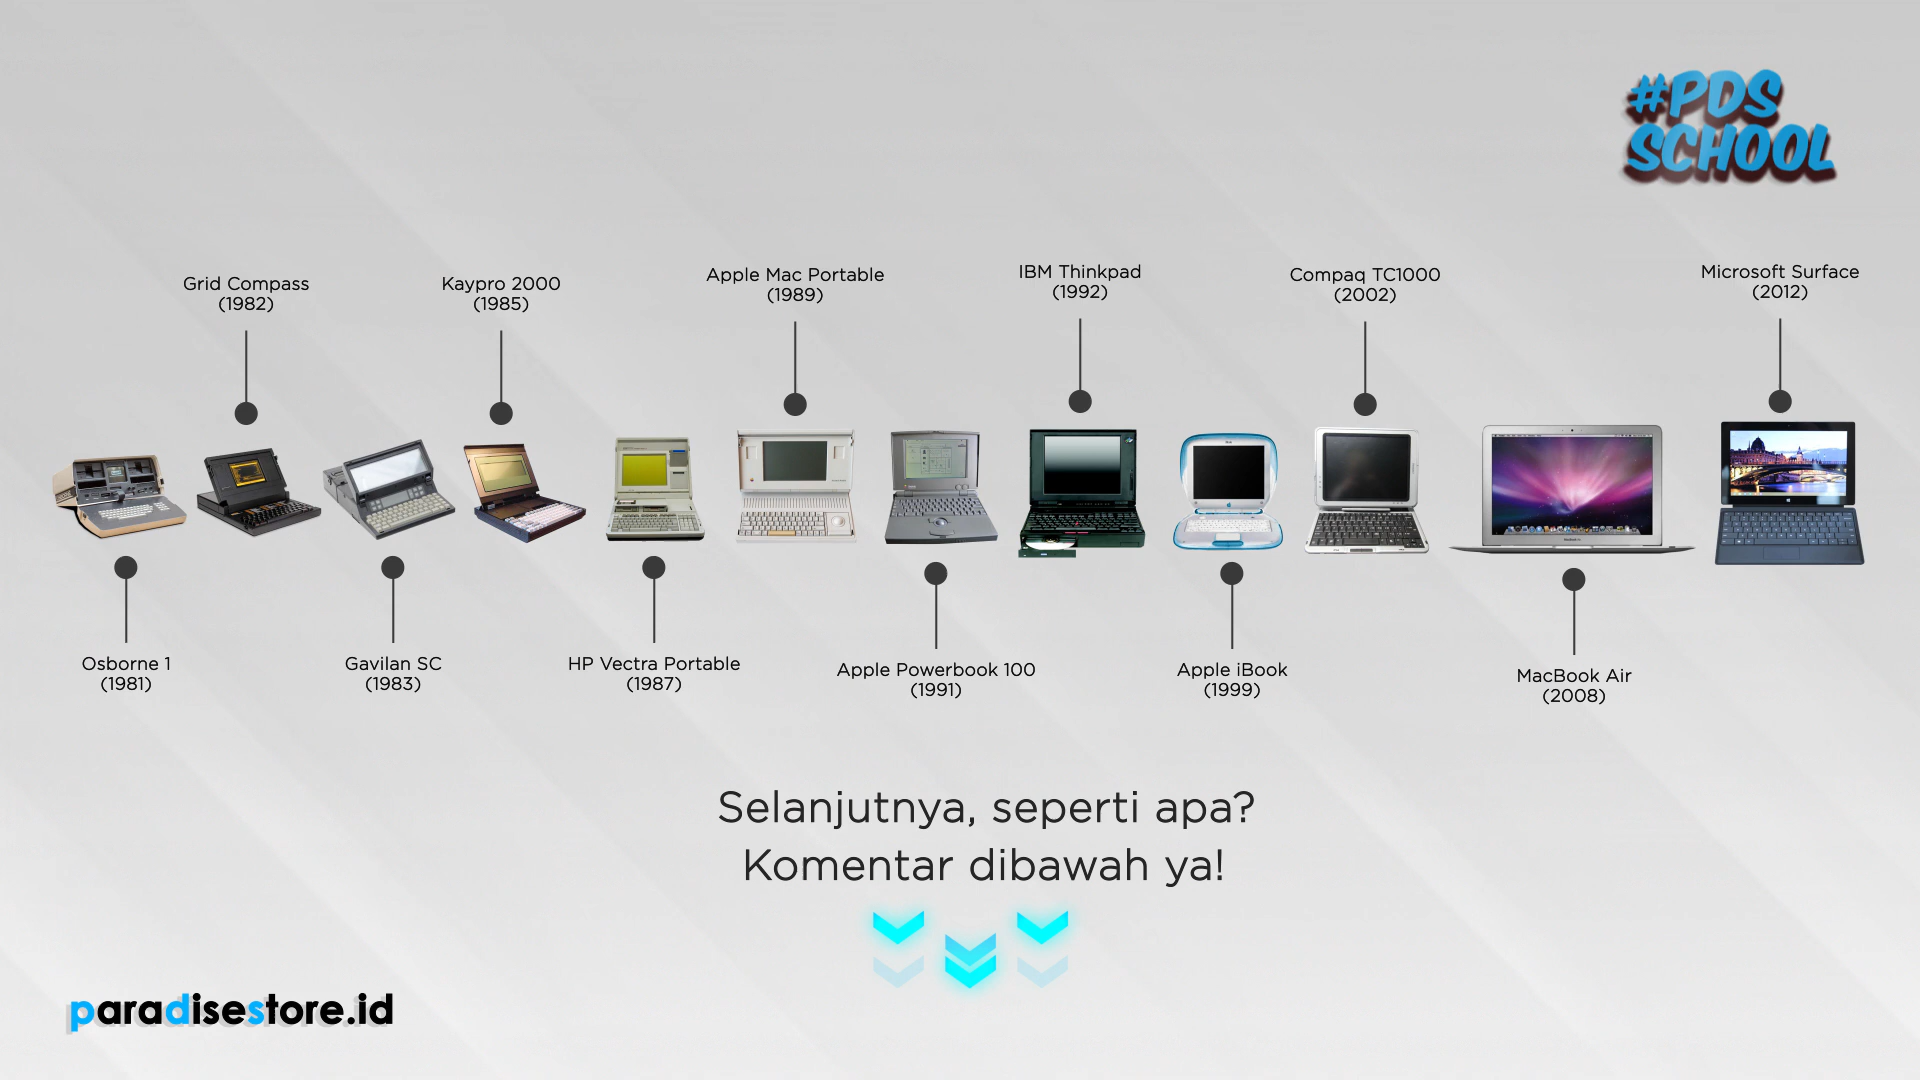 #PDS
SCHOOL
Grid Compass
(1982)
Kaypro 2000
(1985)
Apple Mac Portable
(1989)
IBM Thinkpad
(1992)
Compaq TC1000
(2002)
Microsoft Surface
(2012)
Osborne 1
(1981)
Gavilan SC
(1983)
HP Vectra Portable
(1987)
Apple Powerbook 100
(1991)
Apple iBook
(1999)
MacBook Air
(2008)
Selanjutnya, seperti apa?
Komentar dibawah ya!
paradisestore.id